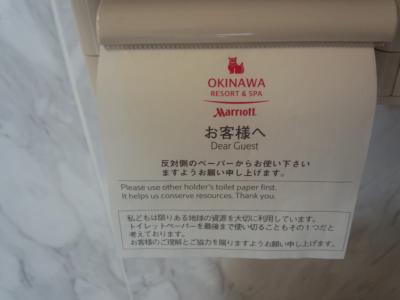 OKINAWA
RESORT & SPA
Marriott
お客様へ
Dear Guest
反対側のペーパーからお使い下さい
ますようお願い申し上げます。
Please use other holder's toilet paper first.
It helps us conserve resources. Thank you.
私どもは限りある地球の資源を大切に利用しています。
トイレットペーパーを最後まで使い切ることもその1つだと
考えております。
お客様のご理解とご協力を賜りますようお願い申し上げます。